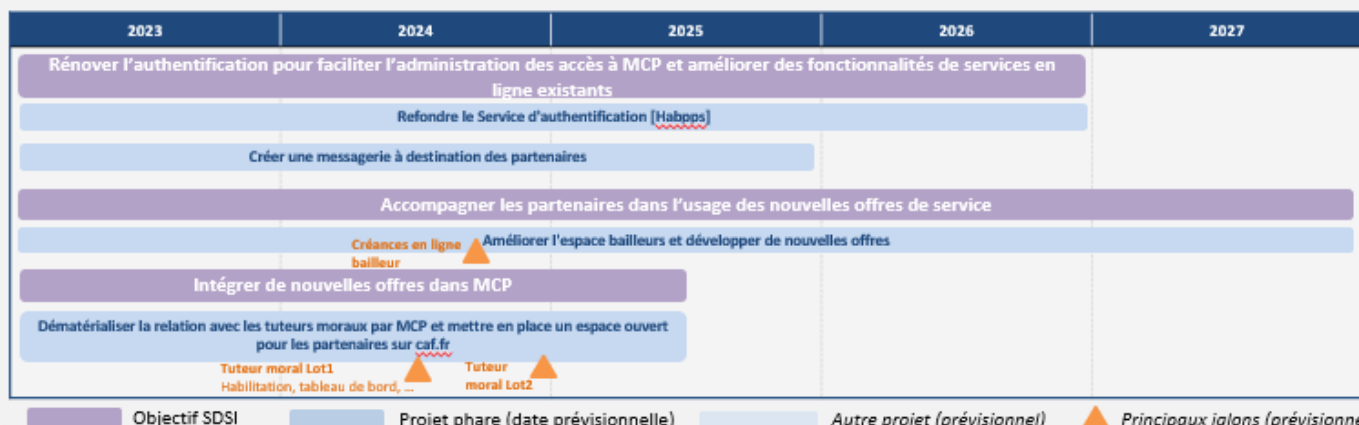 2023 2024 2025 2026 2027
Rénover l'authentification pour faciliter l'administration des accès à MCP et améliorer des fonctionnalités de services en
ligne existants
Refondre le Service d'authentification [Habpps]
Créer une messagerie à destination des partenaires
Accompagner les partenaires dans l'usage des nouvelles offres de service
Créances en ligne
bailleur
Améliorer l'espace bailleurs et développer de nouvelles offres
Intégrer de nouvelles offres dans MCP
Dématérialiser la relation avec les tuteurs moraux par MCP et mettre en place un espace ouvert
pour les partenaires sur caf.fr
Tuteur moral Lot1
Habilitation, tableau de bord, ...
Tuteur
moral Lot2
Objectif SDSI
Projet phare (date prévisionnelle)
Autre projet (prévisionnel)
Principaux jalons (prévisionne